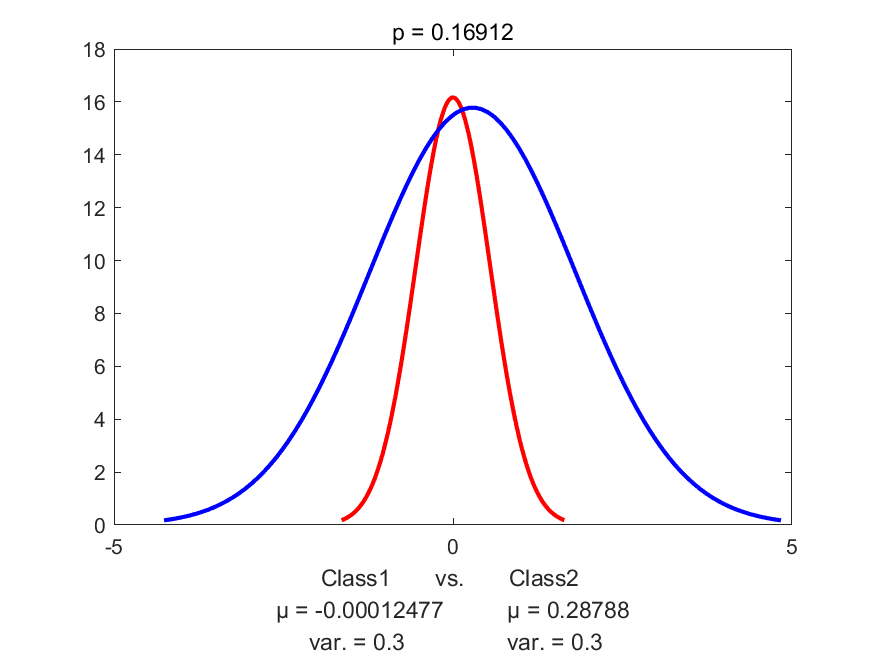 p = 0.16912
18
16
14
12
10
8
6
4
2
0
-5 0 5
Class1 vs. Class2
μ = -0.00012477 μ = 0.28788
var. = 0.3 var. = 0.3